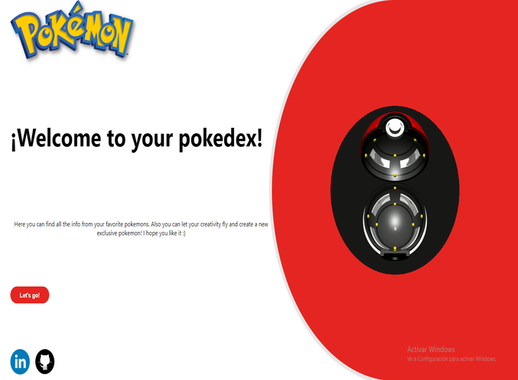 POKéMON
¡Welcome to your pokedex!
Here you can find all the info from your favorite pokemons. Also you can let your creativity fly and create a new
exclusive pokemon! I hope you like it :)
Let's go!
in
Activar Windows
Ve a Configuración para activar Windows.